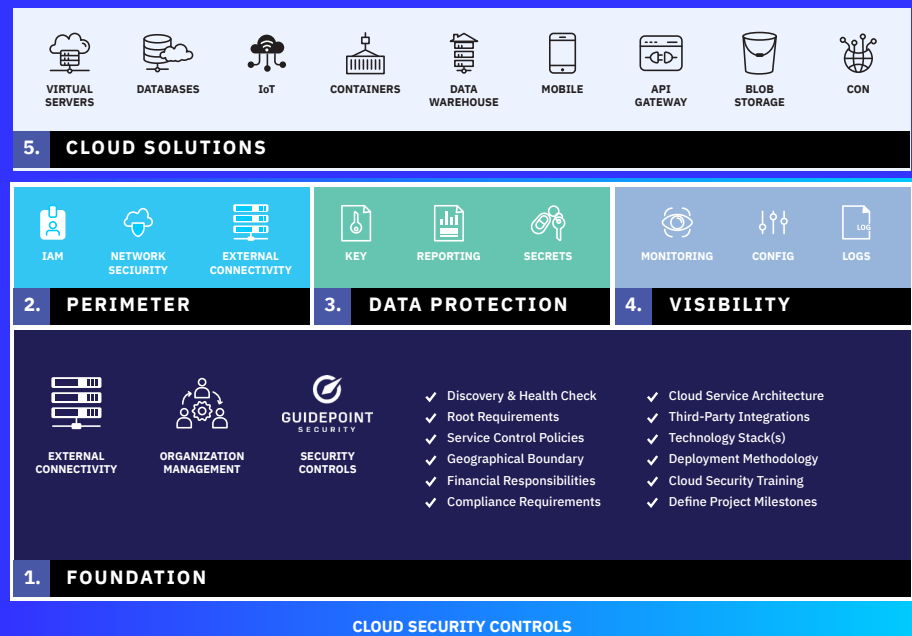 VIRTUAL
SERVERS
DATABASES
IoT
CONTAINERS
DATA
WAREHOUSE
MOBILE
API
GATEWAY
BLOB
STORAGE
CON
5. CLOUD SOLUTIONS
IAM
NETWORK
SECIURITY
EXTERNAL
CONNECTIVITY
2. PERIMETER
KEY
REPORTING
SECRETS
3. DATA PROTECTION
MONITORING
CONFIG
LOG
LOGS
4. VISIBILITY
EXTERNAL
CONNECTIVITY
ORGANIZATION
MANAGEMENT
GUIDEPOINT
SECURITY
SECURITY
CONTROLS
Discovery & Health Check
Root Requirements
Service Control Policies
Geographical Boundary
Financial Responsibilities
Compliance Requirements
Cloud Service Architecture
Third-Party Integrations
Technology Stack(s)
Deployment Methodology
Cloud Security Training
Define Project Milestones
1. FOUNDATION
CLOUD SECURITY CONTROLS